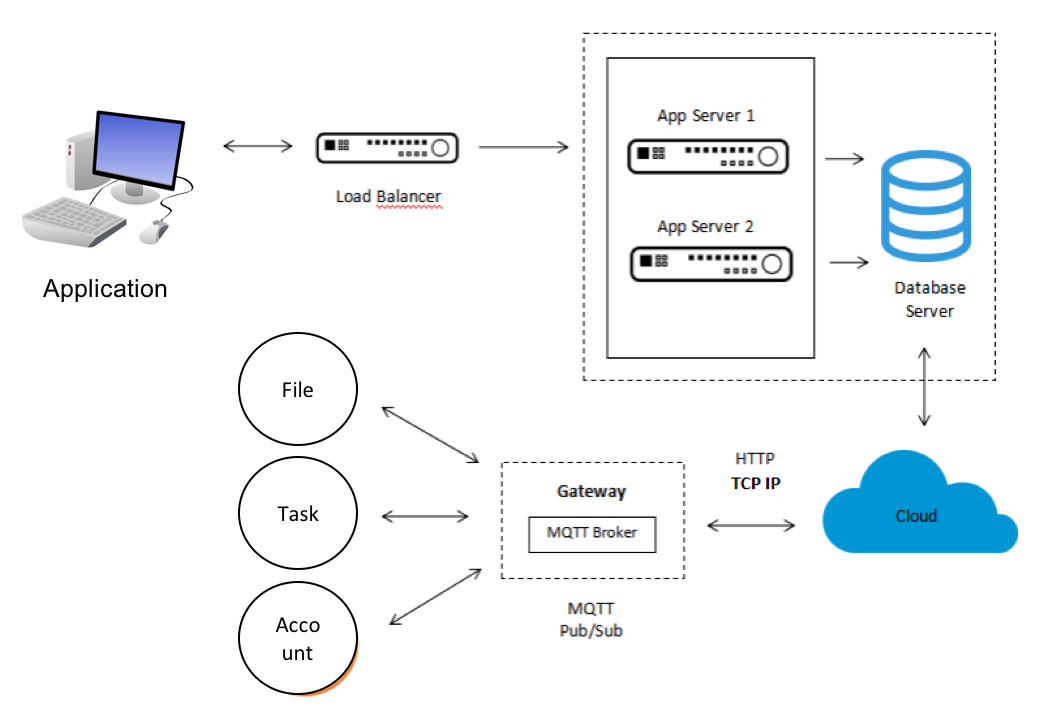 App Server 1
Load Balancer
App Server 2
Application
Database
Server
File
Task
Acco
unt
Gateway
MQTT Broker
MQTT
Pub/Sub
HTTP
TCP IP
Cloud